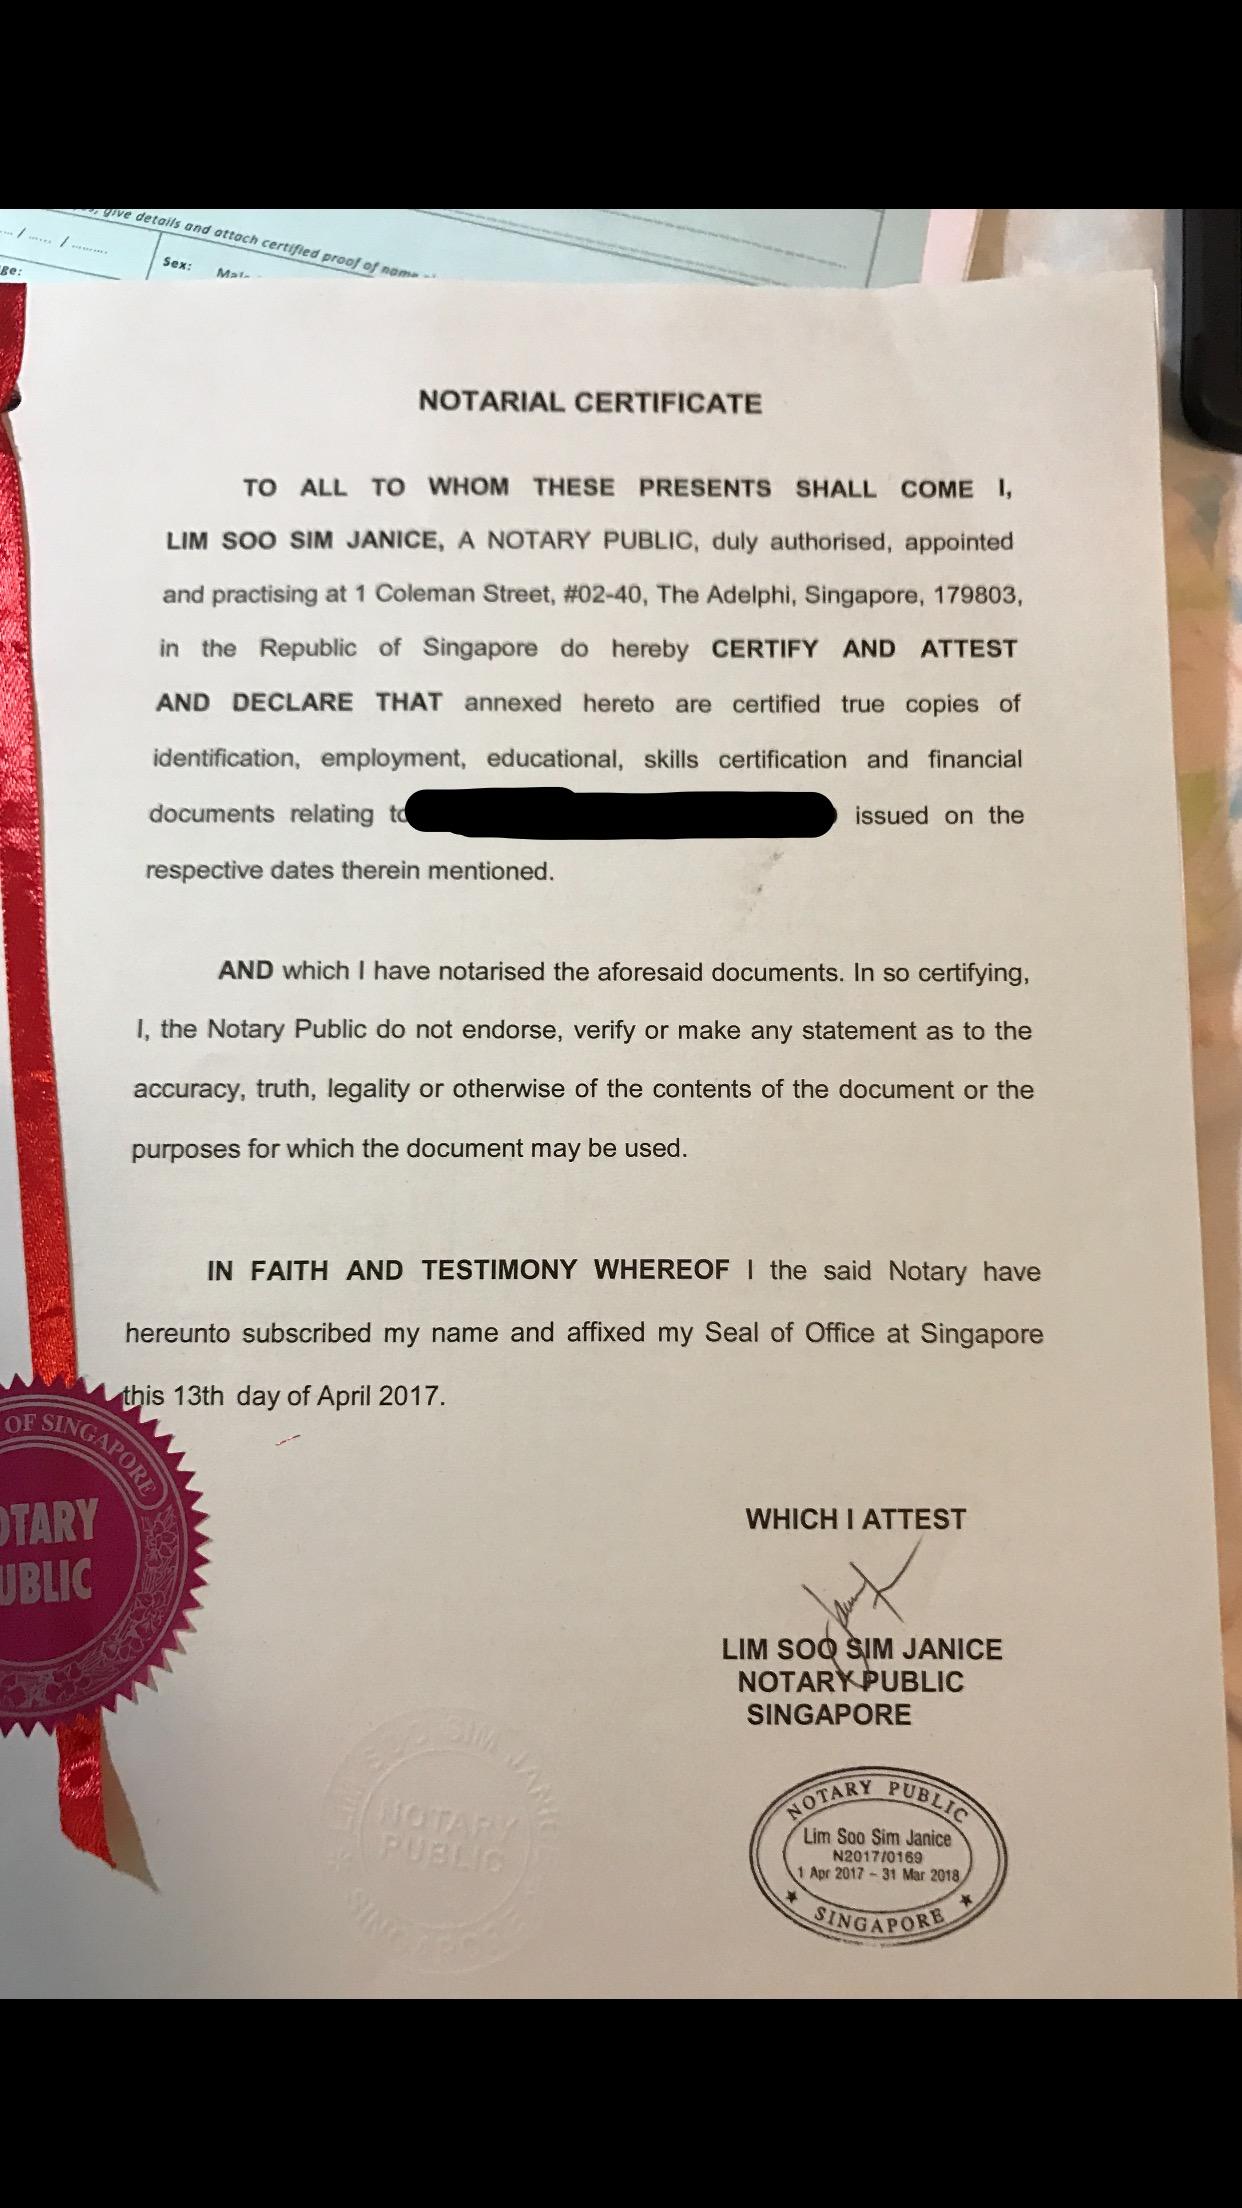 give details and attach certified proof of name
Sex:
NOTARIAL CERTIFICATE
TO ALL TO WHOM THESE PRESENTS SHALL COME I,
LIM SOO SIM JANICE, A NOTARY PUBLIC, duly authorised, appointed
and practising at 1 Coleman Street, #02-40, The Adelphi, Singapore, 179803,
in the Republic of Singapore do hereby CERTIFY AND ATTEST
AND DECLARE THAT annexed hereto are certified true copies of
identification, employment, educational, skills certification and financial
documents relating to issued on the
respective dates therein mentioned.
AND which I have notarised the aforesaid documents. In so certifying,
I, the Notary Public do not endorse, verify or make any statement as to the
accuracy, truth, legality or otherwise of the contents of the document or the
purposes for which the document may be used.
IN FAITH AND TESTIMONY WHEREOF I the said Notary have
hereunto subscribed my name and affixed my Seal of Office at Singapore
this 13th day of April 2017.
OF SINGAPORE
OTARY
UBLIC
WHICH I ATTEST
LIM SOO SIM JANICE
NOTARY PUBLIC
SINGAPORE
LIM SOO SIM JANICE
NOTARY
PUBLIC
SINGAPORE
NOTARY PUBLIC
Lim Soo Sim Janice
N2017/0169
1 Apr 2017 - 31 Mar 2018
SINGAPORE